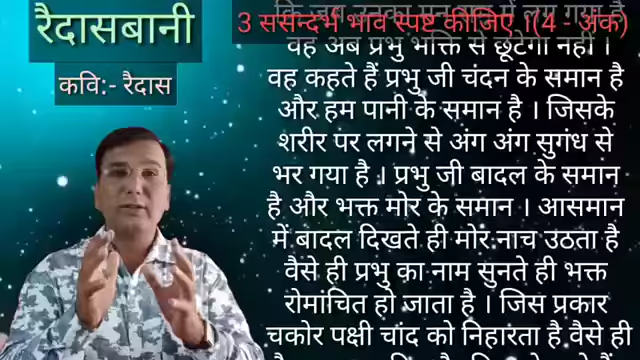 रैदासबानी
कवि:- रैदास
3 ससन्दर्भ भाव स्पष्ट कीजिए ।(4 - अंक)
वह अब प्रभु भक्ति से छूटेगा नहीं ।
वह कहते हैं प्रभु जी चंदन के समान है
और हम पानी के समान है । जिसके
शरीर पर लगने से अंग अंग सुगंध से
भर गया है । प्रभु जी बादल के समान
है और भक्त मोर के समान । आसमान
में बादल दिखते ही मोर नाच उठता है
वैसे ही प्रभु का नाम सुनते ही भक्त
रोमांचित हो जाता है । जिस प्रकार
चकोर पक्षी चांद को निहारता है वैसे ही